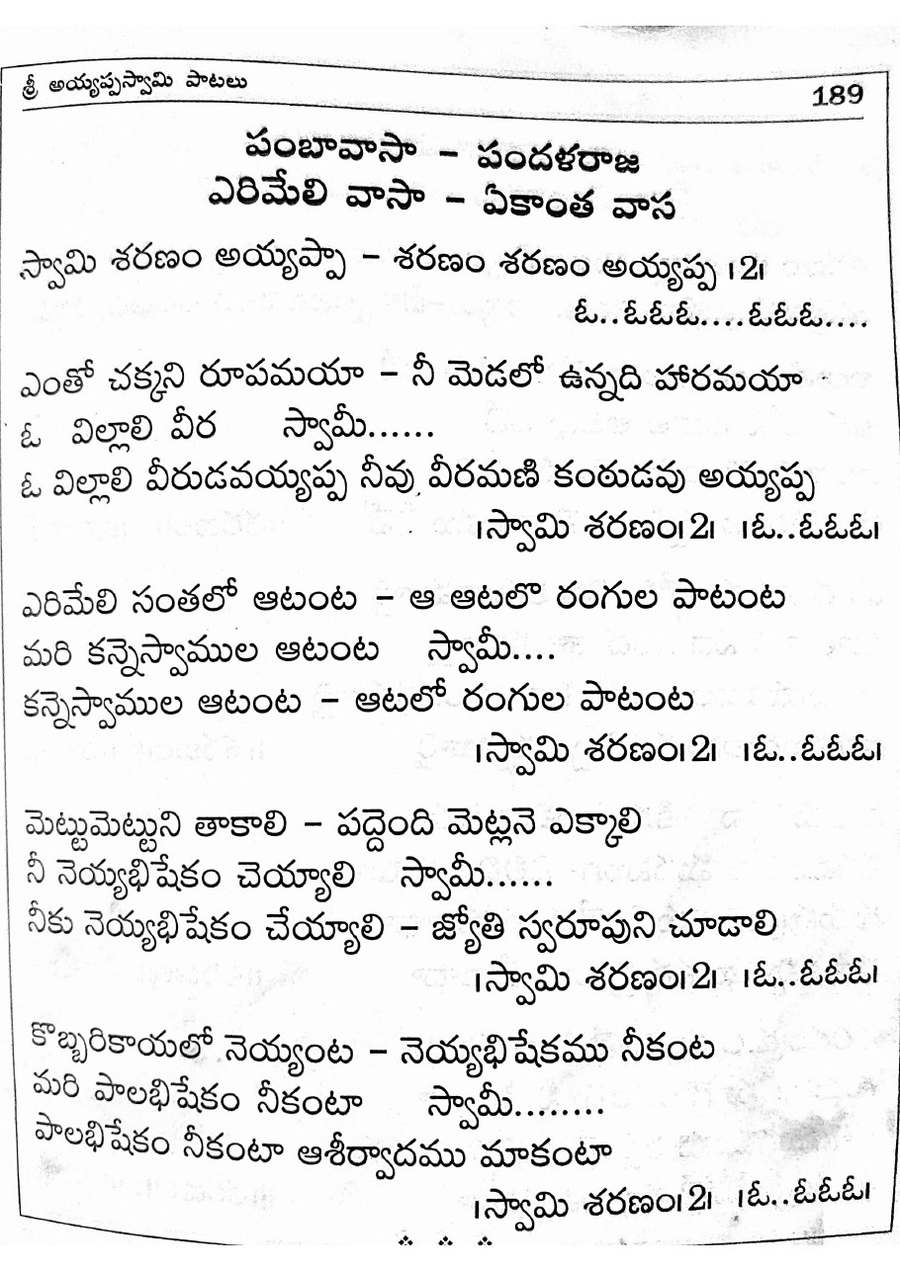 శ్రీ అయ్యప్పస్వామి పాటలు 189
పంబావాసా - పందళరాజ
ఎరిమేలి వాసా - ఏకాంత వాస
స్వామి శరణం అయ్యప్పా - శరణం శరణం అయ్యప్ప ।2।
ఓ..ఓఓఓ....ఓఓఓ....
ఎంతో చక్కని రూపమయా - నీ మెడలో ఉన్నది హారమయా
ఓ విల్లాలి వీర స్వామీ......
ఓ విల్లాలి వీరుడవయ్యప్ప నీవు వీరమణి కంఠుడవు అయ్యప్ప
।స్వామి శరణం।2। ।ఓ..ఓఓఓ।
ఎరిమేలి సంతలో ఆటంట - ఆ ఆటలొ రంగుల పాటంట
మరి కన్నెస్వాముల ఆటంట స్వామీ....
కన్నెస్వాముల ఆటంట - ఆటలో రంగుల పాటంట
।స్వామి శరణం।2। ।ఓ..ఓఓఓ।
మెట్టుమెట్టుని తాకాలి - పద్దెంది మెట్లనె ఎక్కాలి
నీ నెయ్యభిషేకం చెయ్యాలి స్వామీ......
నీకు నెయ్యభిషేకం చేయ్యాలి - జ్యోతి స్వరూపుని చూడాలి
।స్వామి శరణం।2। ।ఓ..ఓఓఓ।
కొబ్బరికాయలో నెయ్యంట - నెయ్యభిషేకము నీకంట
మరి పాలభిషేకం నీకంటా స్వామీ........
పాలభిషేకం నీకంటా ఆశీర్వాదము మాకంటా
।స్వామి శరణం।2। ।ఓ..ఓఓఓ।